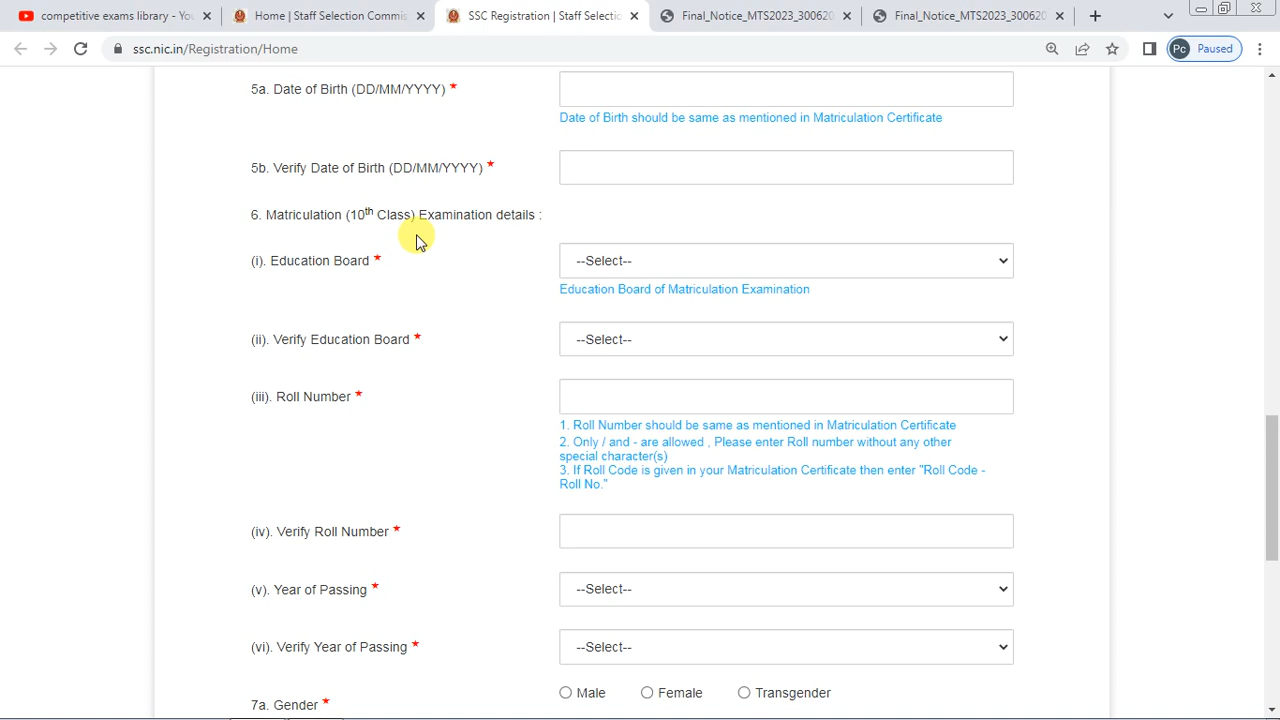 competitive exams library - You
Home | Staff Selection Commis
SSC Registration | Staff Selectio
Final_Notice_MTS2023_300620
Final_Notice_MTS2023_300620
ssc.nic.in/Registration/Home
Pc Paused
5a. Date of Birth (DD/MM/YYYY) *
Date of Birth should be same as mentioned in Matriculation Certificate
5b. Verify Date of Birth (DD/MM/YYYY) *
6. Matriculation (10th Class) Examination details :
(i). Education Board * --Select--
Education Board of Matriculation Examination
(ii). Verify Education Board * --Select--
(iii). Roll Number *
1. Roll Number should be same as mentioned in Matriculation Certificate
2. Only / and - are allowed , Please enter Roll number without any other
special character(s)
3. If Roll Code is given in your Matriculation Certificate then enter "Roll Code -
Roll No."
(iv). Verify Roll Number *
(v). Year of Passing * --Select--
(vi). Verify Year of Passing * --Select--
7a. Gender * Male Female Transgender